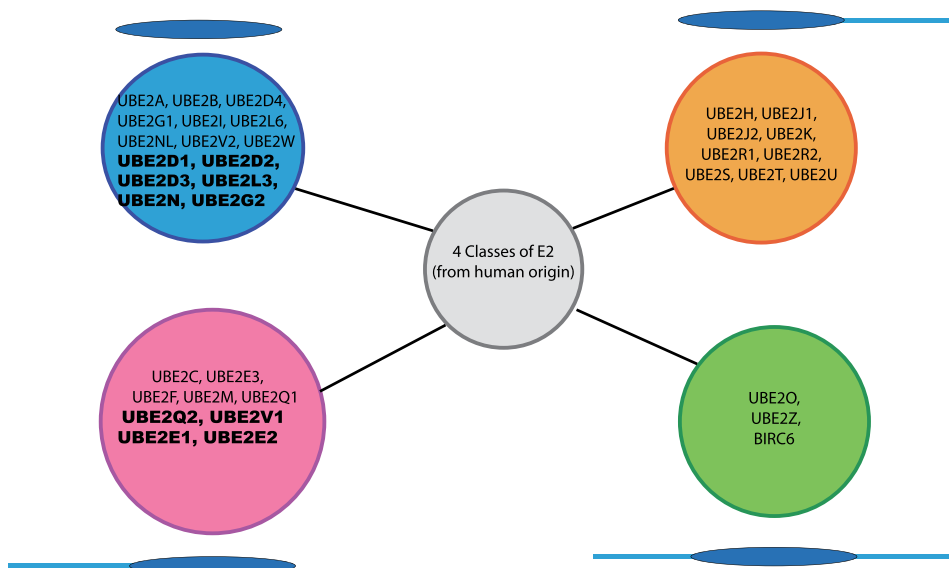 UBE2A, UBE2B, UBE2D4,
UBE2G1, UBE2I, UBE2L6,
UBE2NL, UBE2V2, UBE2W
UBE2D1, UBE2D2,
UBE2D3, UBE2L3,
UBE2N, UBE2G2
UBE2H, UBE2J1,
UBE2J2, UBE2K,
UBE2R1, UBE2R2,
UBE2S, UBE2T, UBE2U
4 Classes of E2
(from human origin)
UBE2C, UBE2E3,
UBE2F, UBE2M, UBE2Q1
UBE2Q2, UBE2V1
UBE2E1, UBE2E2
UBE2O,
UBE2Z,
BIRC6